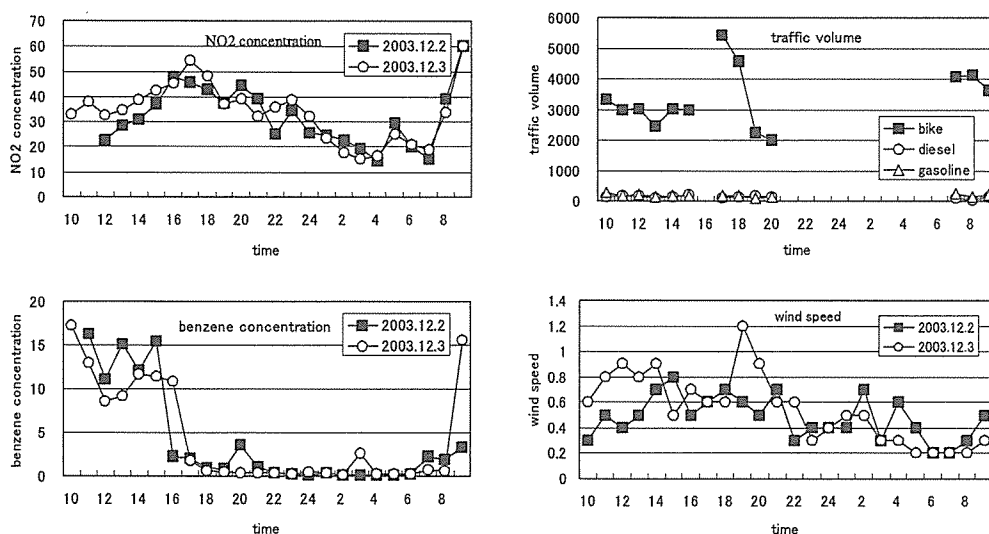 NO2 concentration
2003.12.2
2003.12.3
NO2 concentration
70
60
50
40
30
20
10
0
10 12 14 16 18 20 22 24 2 4 6 8
time
traffic volume
bike
diesel
gasoline
traffic volume
6000
5000
4000
3000
2000
1000
0
10 12 14 16 18 20 22 24 2 4 6 8
time
benzene concentration
2003.12.2
2003.12.3
benzene concentration
20
15
10
5
0
10 12 14 16 18 20 22 24 2 4 6 8
time
wind speed
2003.12.2
2003.12.3
wind speed
1.4
1.2
1
0.8
0.6
0.4
0.2
0
10 12 14 16 18 20 22 24 2 4 6 8
time